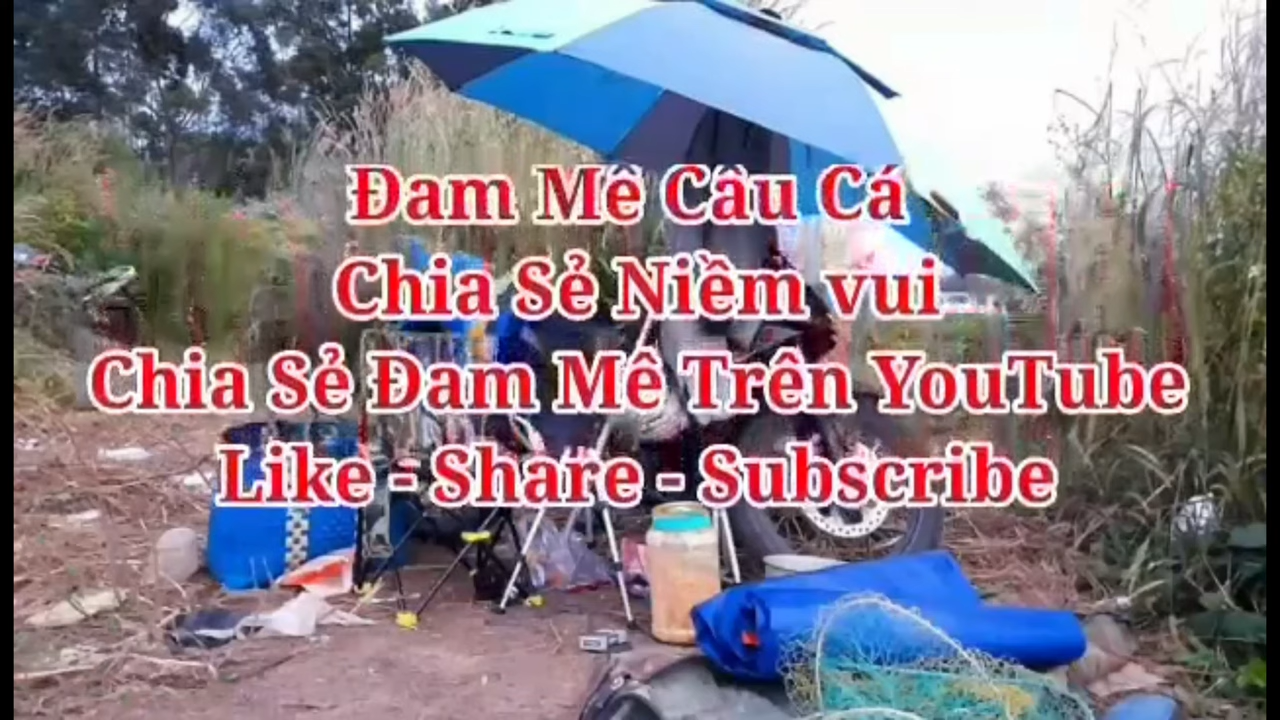 Đam Mê Câu Cá
Chia Sẻ Niềm vui
Chia Sẻ Đam Mê Trên YouTube
Like - Share - Subscribe